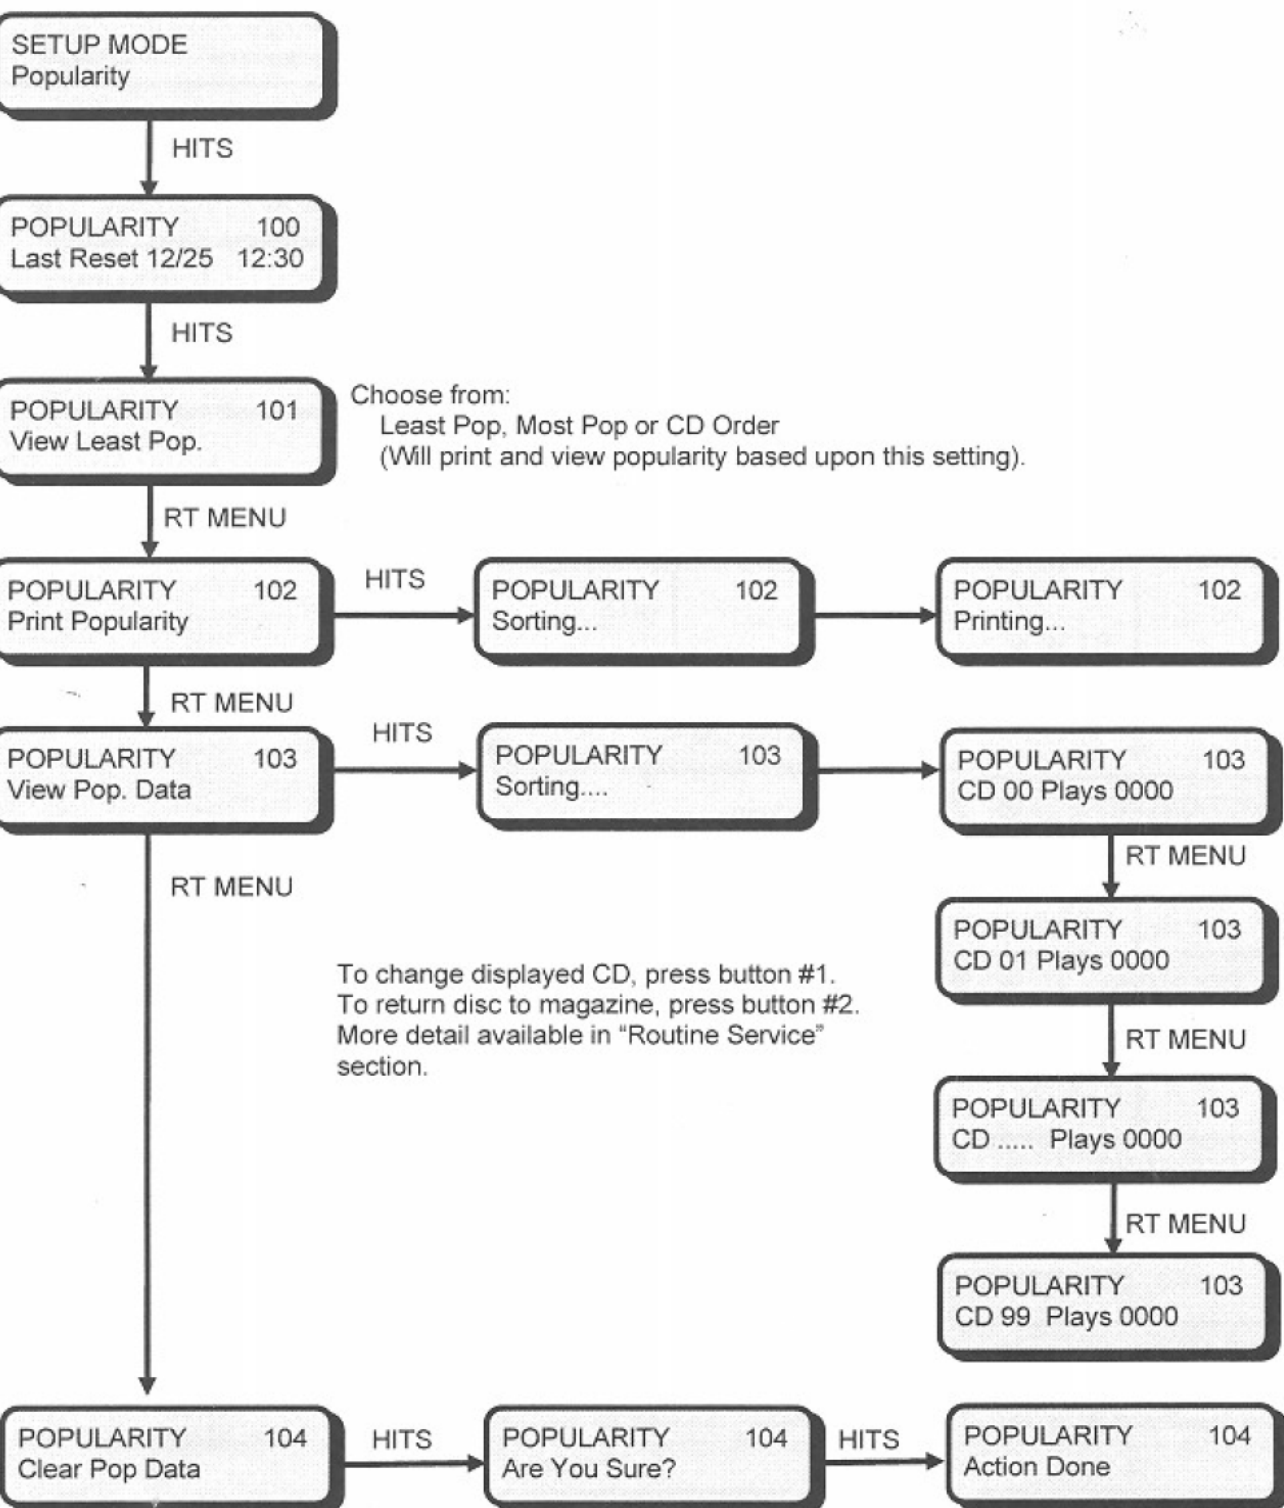 SETUP MODE
Popularity
HITS
POPULARITY 100
Last Reset 12/25 12:30
HITS
POPULARITY 101
View Least Pop.
Choose from:
Least Pop, Most Pop or CD Order
(Will print and view popularity based upon this setting).
RT MENU
POPULARITY 102
Print Popularity
HITS
POPULARITY 102
Sorting...
POPULARITY 102
Printing...
RT MENU
POPULARITY 103
View Pop. Data
HITS
POPULARITY 103
Sorting....
POPULARITY 103
CD 00 Plays 0000
RT MENU
POPULARITY 103
CD 01 Plays 0000
RT MENU
POPULARITY 103
CD ..... Plays 0000
RT MENU
POPULARITY 103
CD 99 Plays 0000
RT MENU
To change displayed CD, press button #1.
To return disc to magazine, press button #2.
More detail available in “Routine Service”
section.
POPULARITY 104
Clear Pop Data
HITS
POPULARITY 104
Are You Sure?
HITS
POPULARITY 104
Action Done